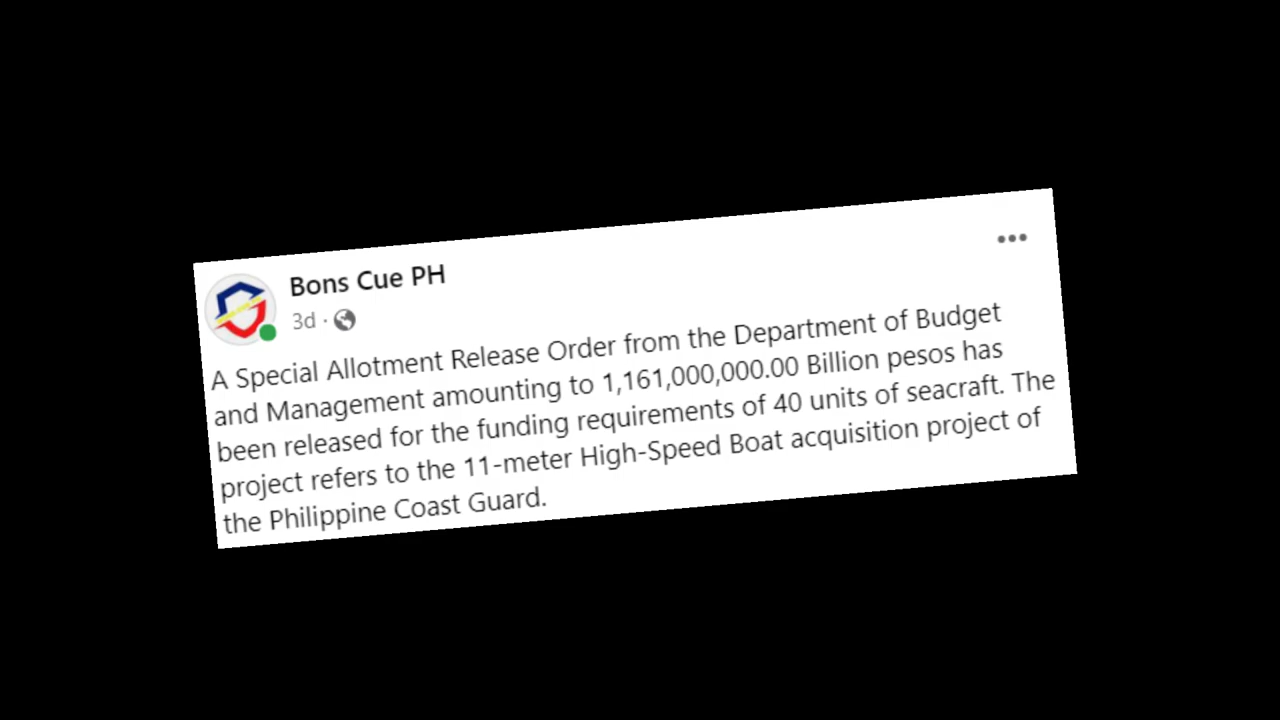 Bons Cue PH
3d ·
A Special Allotment Release Order from the Department of Budget
and Management amounting to 1,161,000,000.00 Billion pesos has
been released for the funding requirements of 40 units of seacraft. The
project refers to the 11-meter High-Speed Boat acquisition project of
the Philippine Coast Guard.